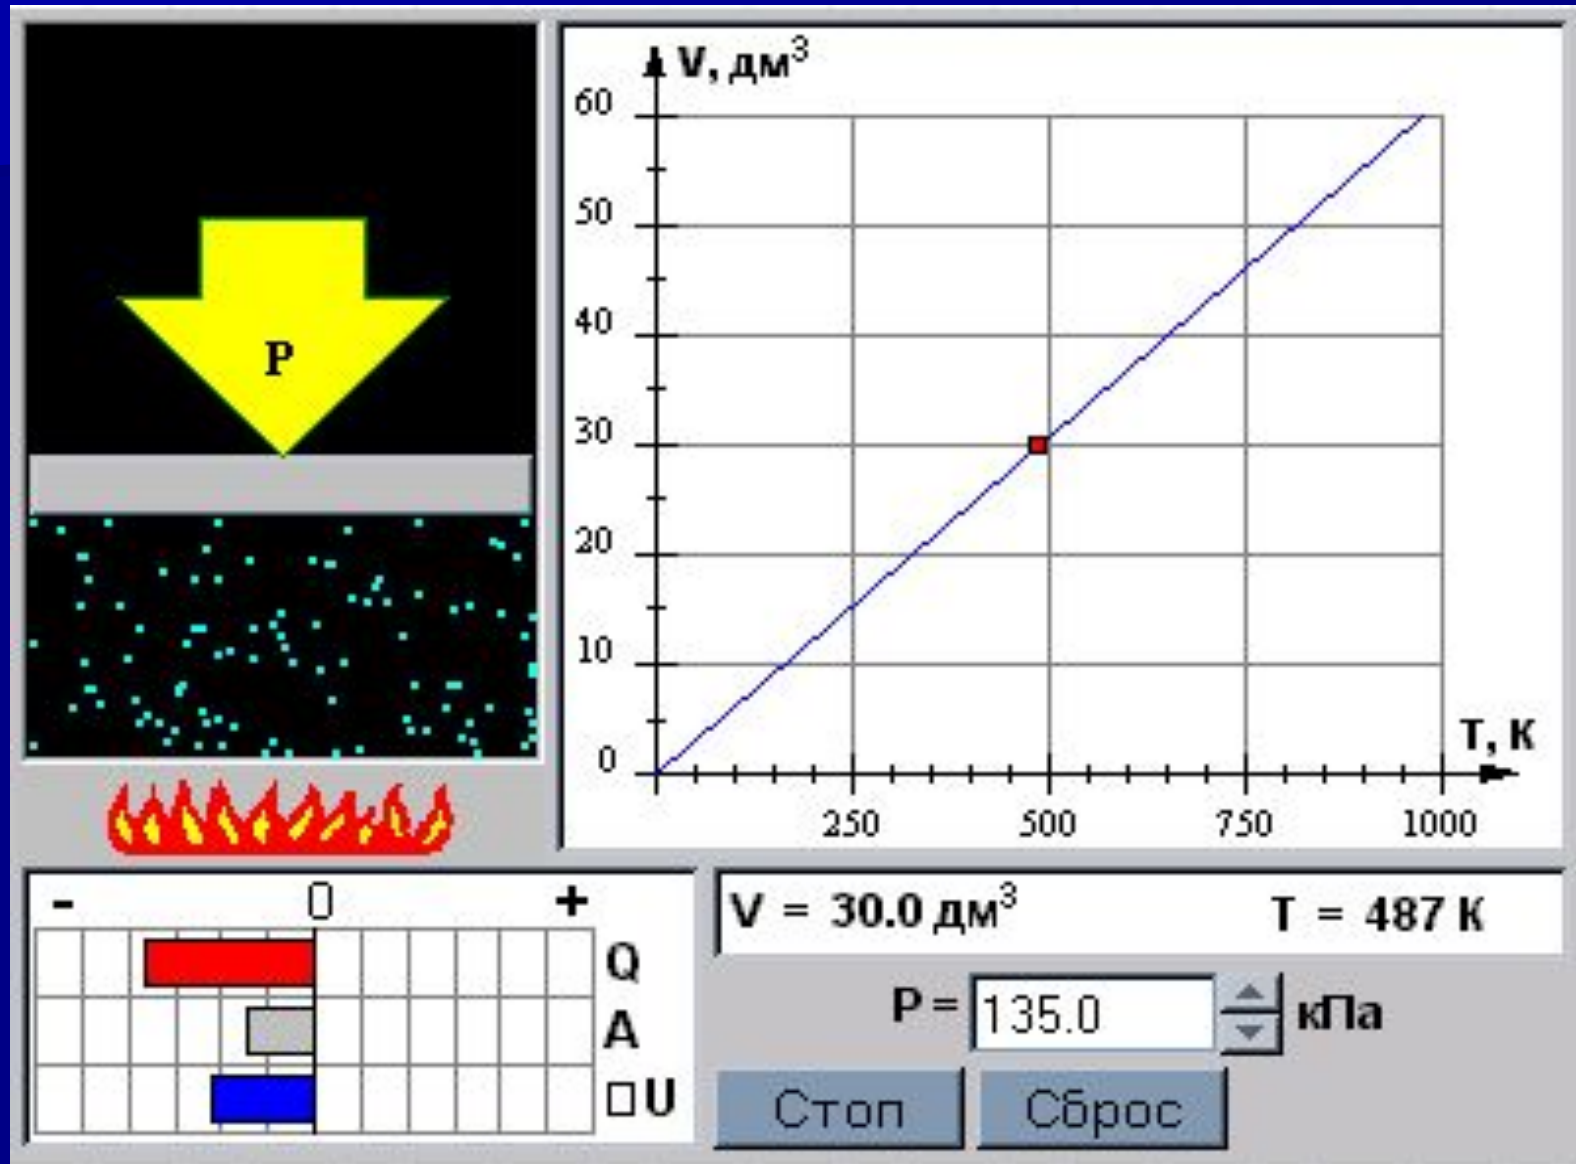 P
V, дм³
60
50
40
30
20
10
0
250 500 750 1000
T, K
- 0 +
Q
A
□U
V = 30.0 дм³ T = 487 K
P = 135.0 кПа
Стоп Сброс